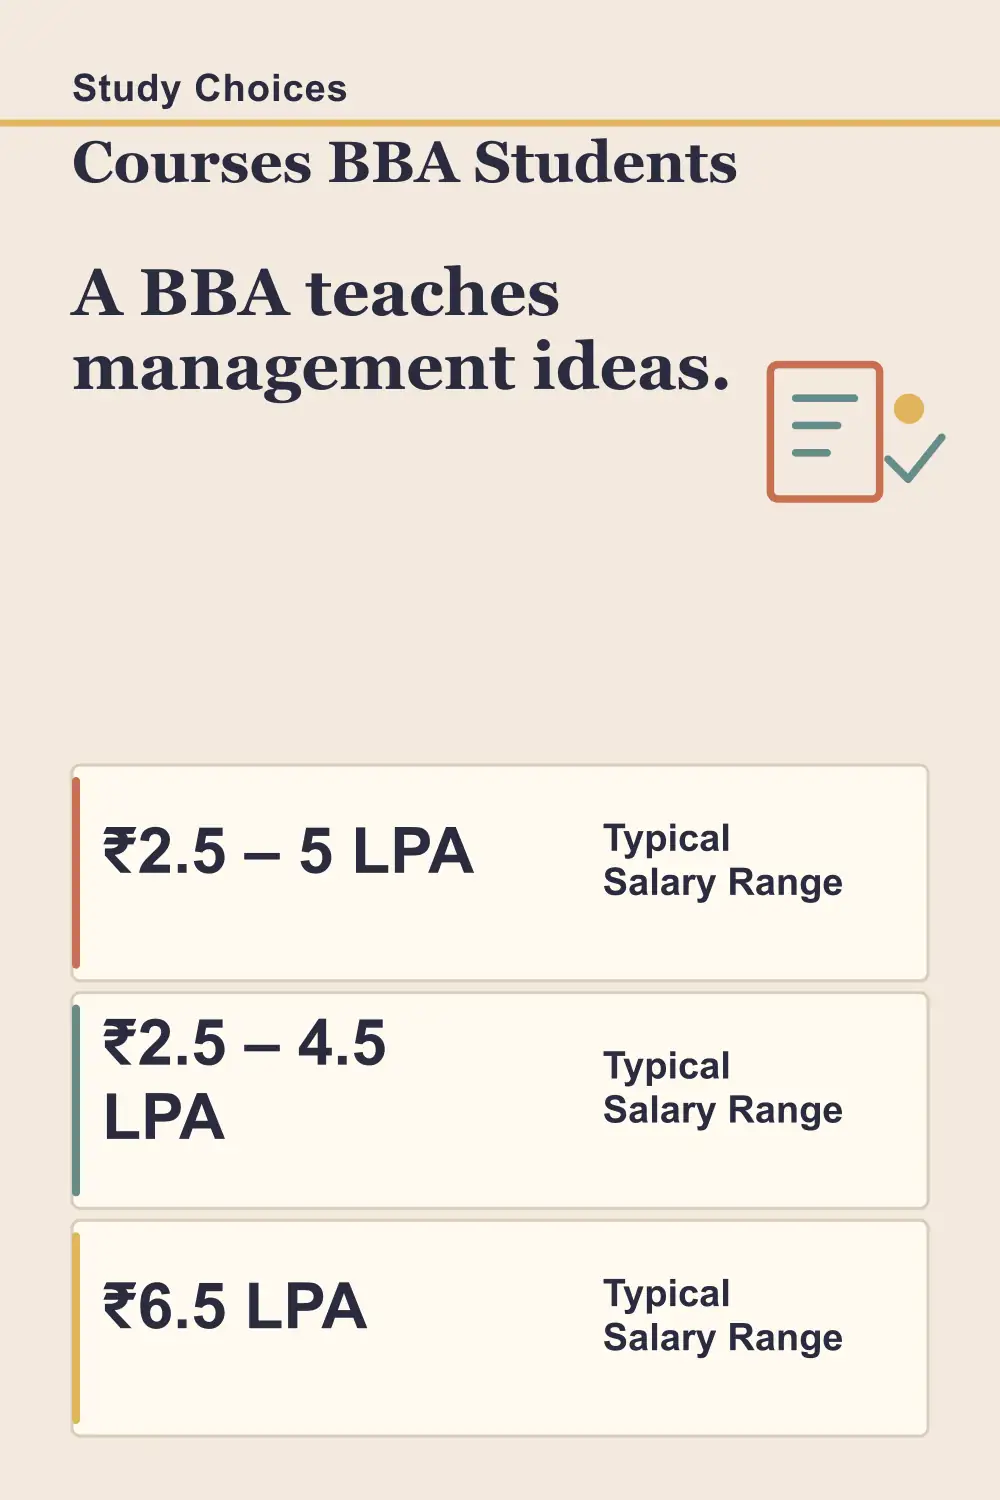 Study Choices
Courses BBA Students
A BBA teaches
management ideas.
₹2.5 – 5 LPA
Typical
Salary Range
₹2.5 – 4.5
LPA
Typical
Salary Range
₹6.5 LPA
Typical
Salary Range